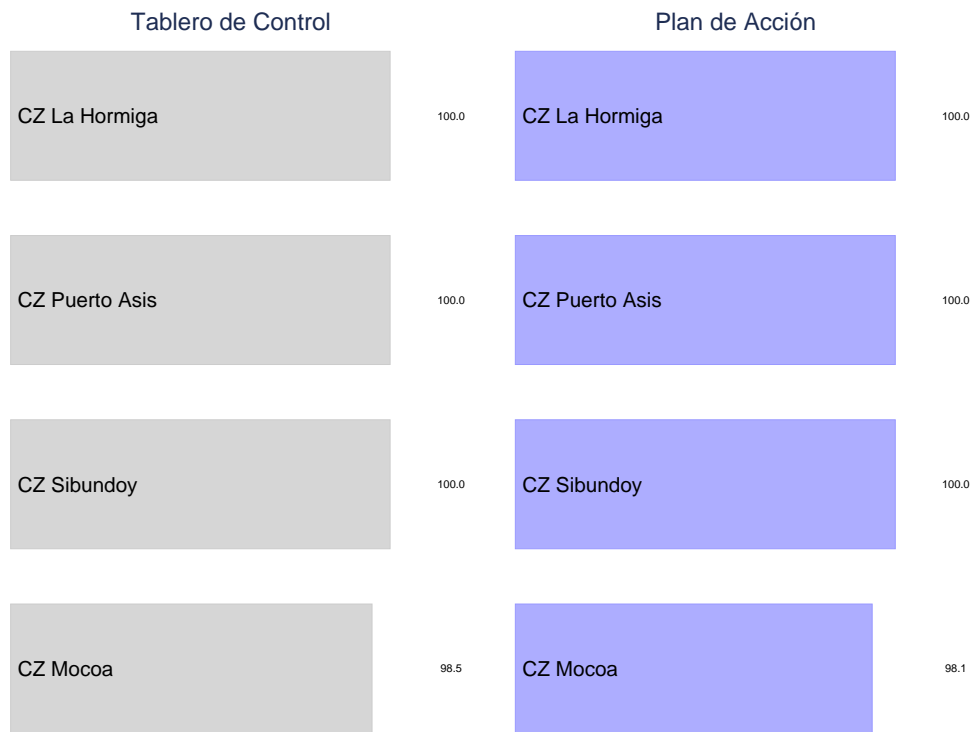 Tablero de Control
CZ La Hormiga 100.0
CZ Puerto Asis 100.0
CZ Sibundoy 100.0
CZ Mocoa 98.5
Plan de Acción
CZ La Hormiga 100.0
CZ Puerto Asis 100.0
CZ Sibundoy 100.0
CZ Mocoa 98.1